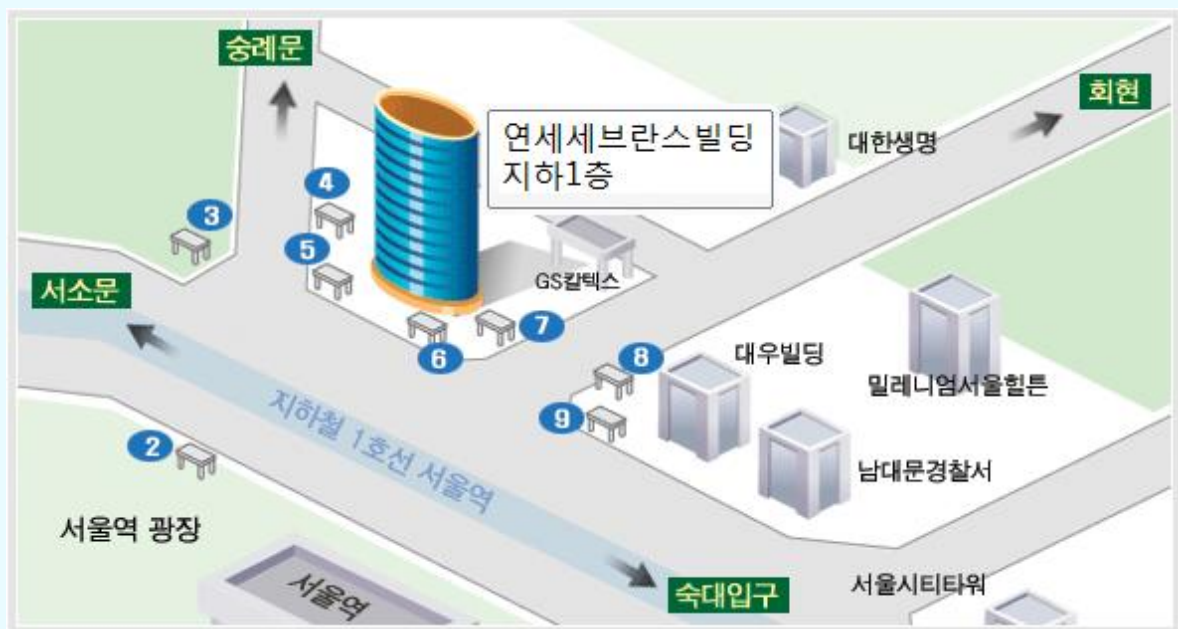 숭례문
회현
연세세브란스빌딩
지하1층
대한생명
4
3
5
서소문
GS칼텍스
7
6
8
대우빌딩
밀레니엄서울힐튼
9
지하철 1호선 서울역
2
남대문경찰서
서울역 광장
서울역
숙대입구
서울시티타워